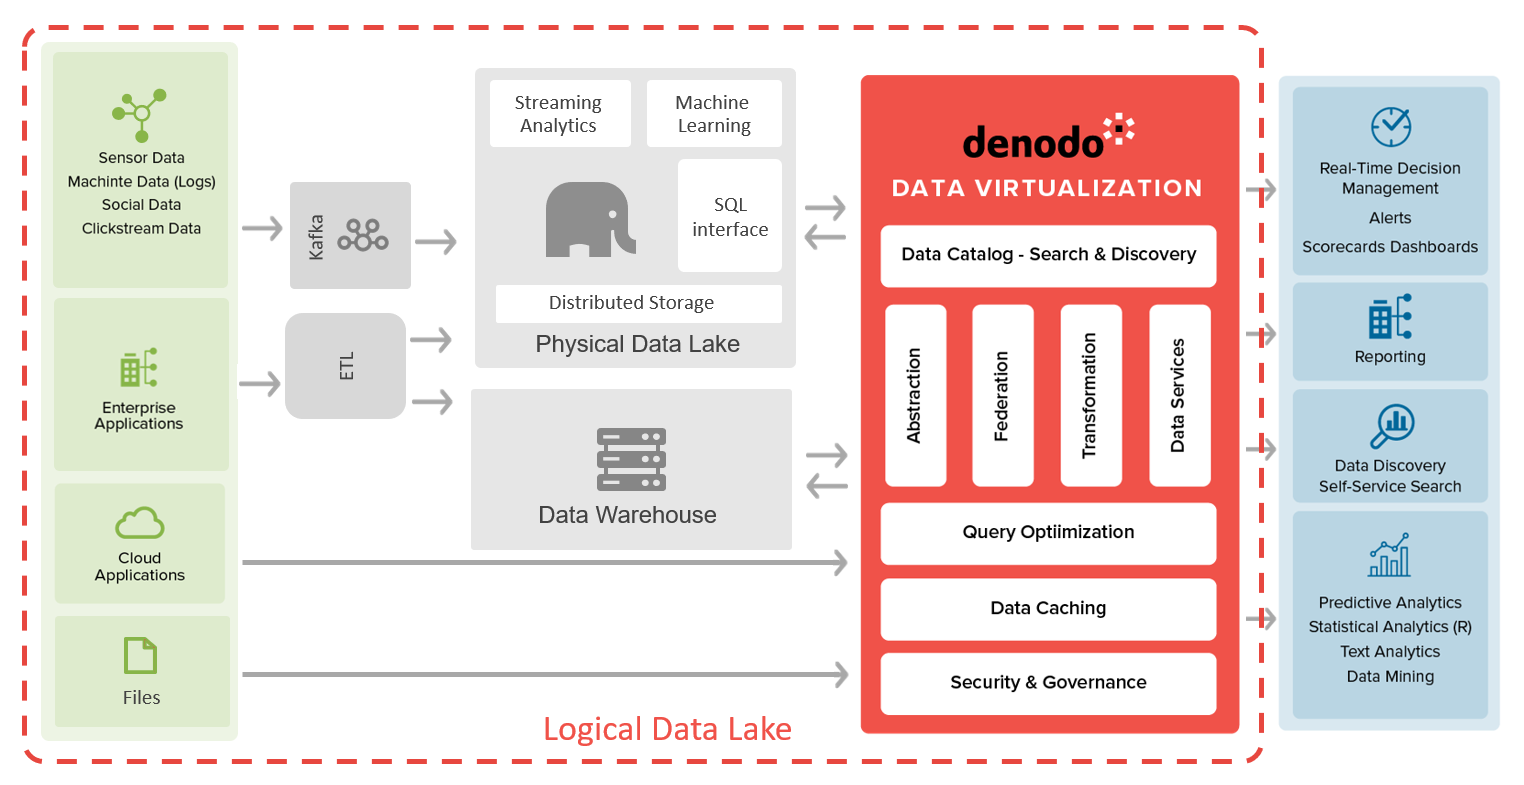 Sensor Data
Machinte Data (Logs)
Social Data
Clickstream Data
Enterprise
Applications
Cloud
Applications
Files
Kafka
ETL
Streaming
Analytics
Machine
Learning
SQL
interface
Distributed Storage
Physical Data Lake
Data Warehouse
Logical Data Lake
denodo
DATA VIRTUALIZATION
Data Catalog - Search & Discovery
Abstraction
Federation
Transformation
Data Services
Query Optiimization
Data Caching
Security & Governance
Real-Time Decision
Management
Alerts
Scorecards Dashboards
Reporting
Data Discovery
Self-Service Search
Predictive Analytics
Statistical Analytics (R)
Text Analytics
Data Mining